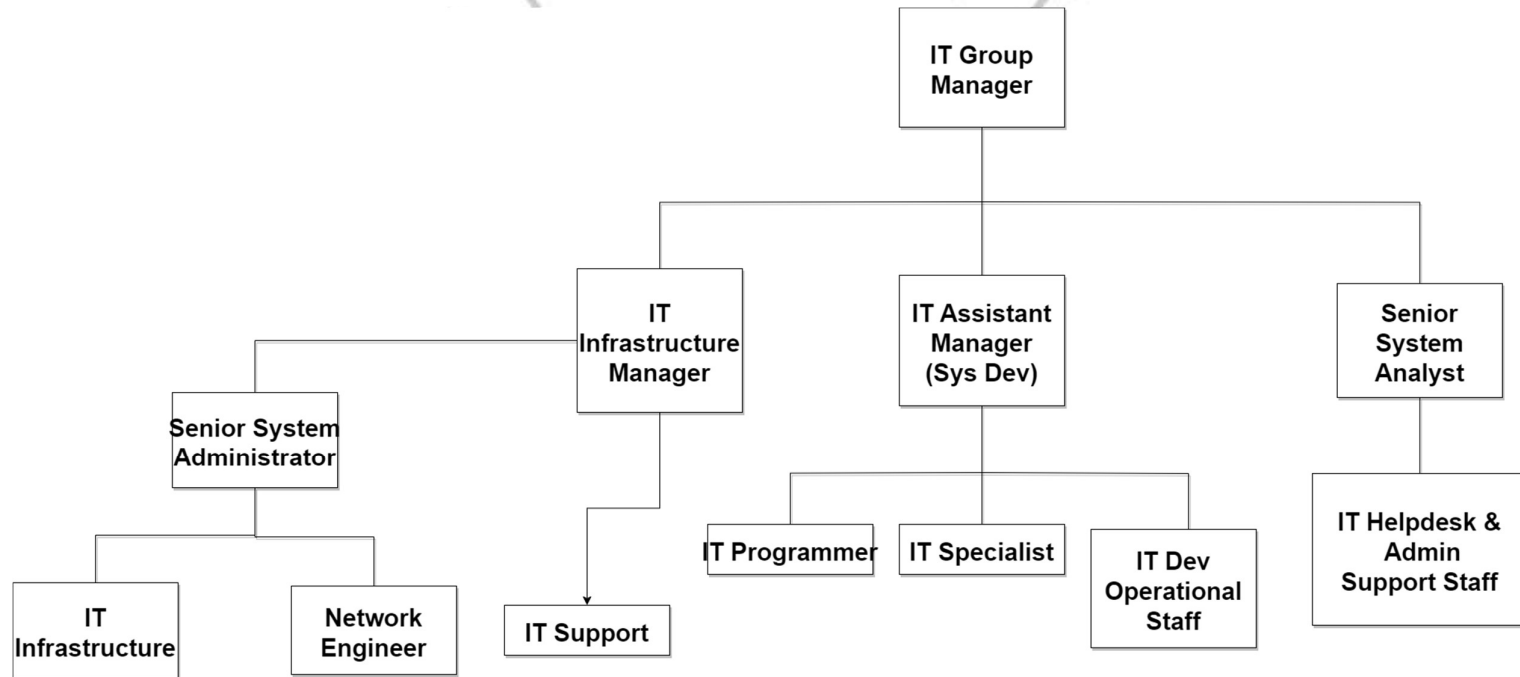 IT Group
Manager
IT
Infrastructure
Manager
IT Assistant
Manager
(Sys Dev)
Senior
System
Analyst
Senior System
Administrator
IT Programmer
IT Specialist
IT Dev
Operational
Staff
IT Helpdesk &
Admin
Support Staff
IT
Infrastructure
Network
Engineer
IT Support